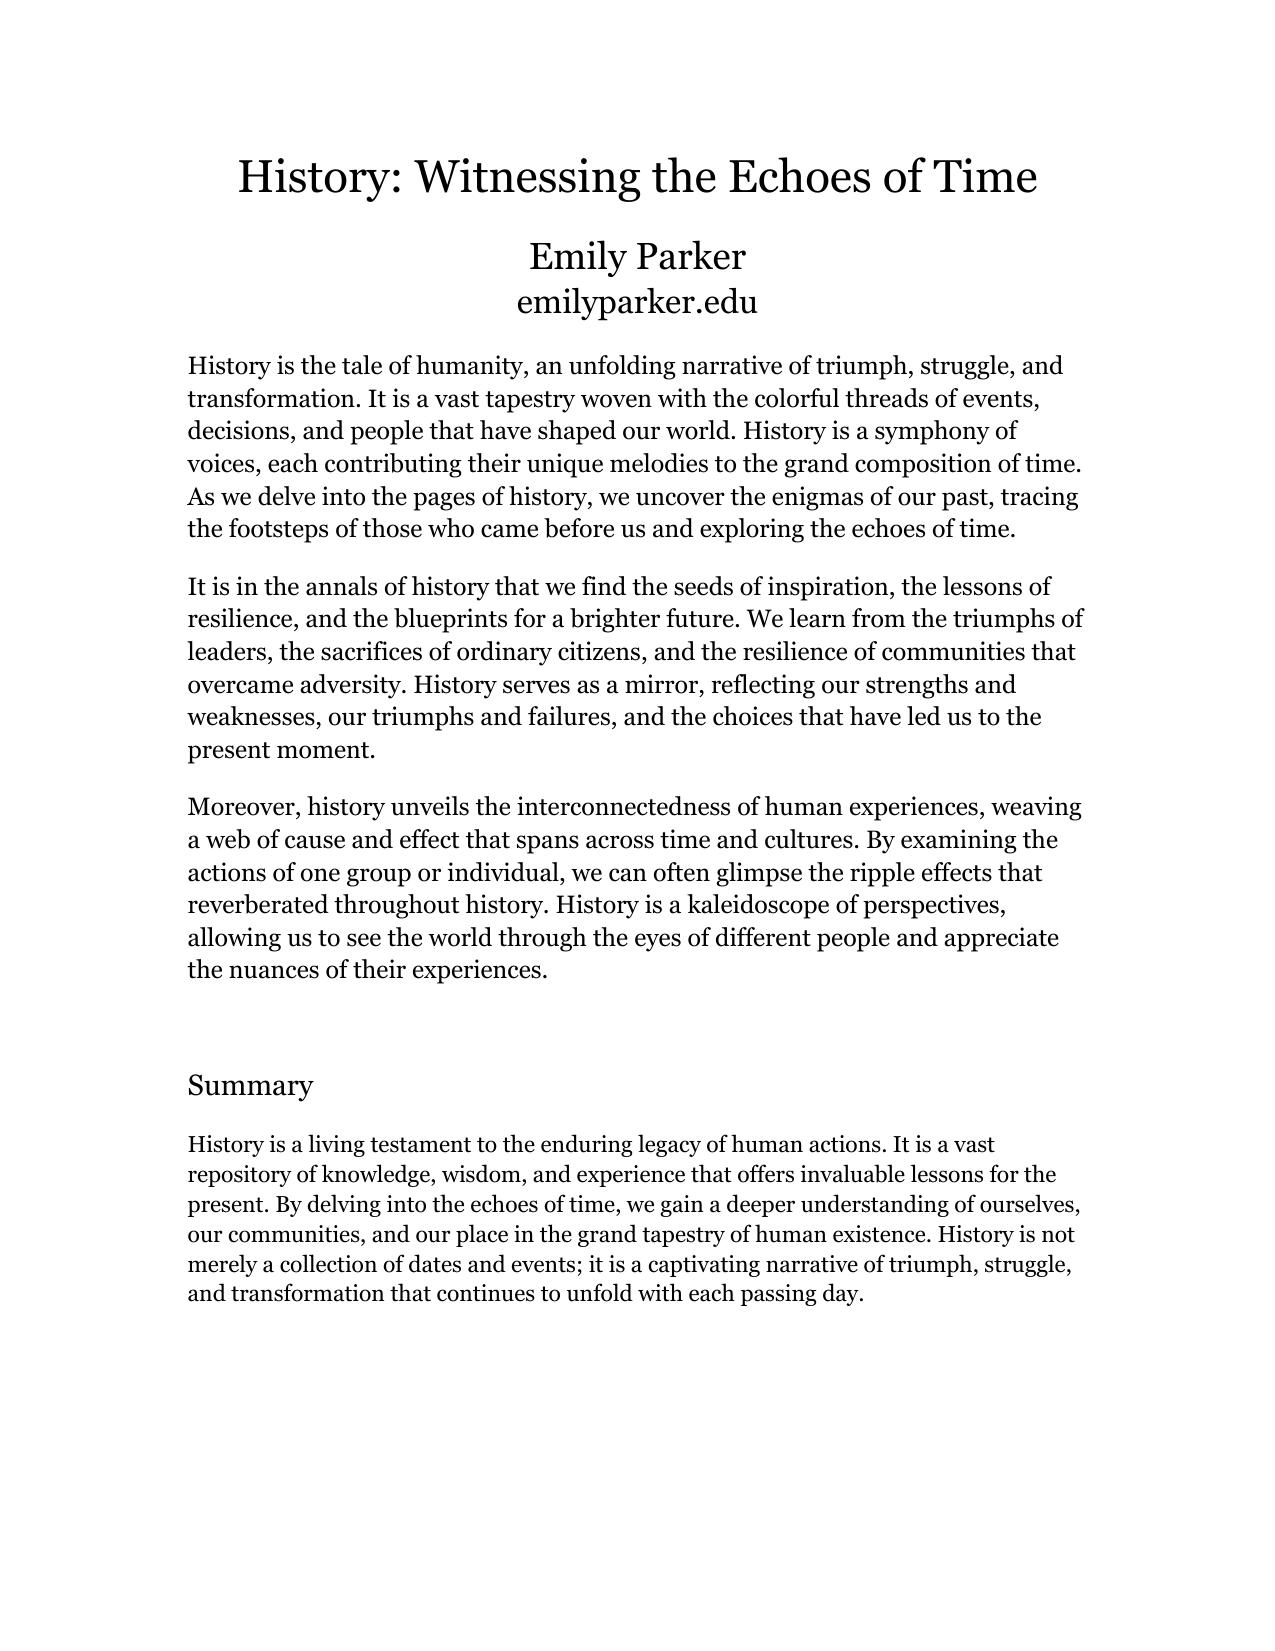 History: Witnessing the Echoes of Time
Emily Parker
emilyparker.edu
History is the tale of humanity, an unfolding narrative of triumph, struggle, and
transformation. It is a vast tapestry woven with the colorful threads of events,
decisions, and people that have shaped our world. History is a symphony of
voices, each contributing their unique melodies to the grand composition of time.
As we delve into the pages of history, we uncover the enigmas of our past, tracing
the footsteps of those who came before us and exploring the echoes of time.
It is in the annals of history that we find the seeds of inspiration, the lessons of
resilience, and the blueprints for a brighter future. We learn from the triumphs of
leaders, the sacrifices of ordinary citizens, and the resilience of communities that
overcame adversity. History serves as a mirror, reflecting our strengths and
weaknesses, our triumphs and failures, and the choices that have led us to the
present moment.
Moreover, history unveils the interconnectedness of human experiences, weaving
a web of cause and effect that spans across time and cultures. By examining the
actions of one group or individual, we can often glimpse the ripple effects that
reverberated throughout history. History is a kaleidoscope of perspectives,
allowing us to see the world through the eyes of different people and appreciate
the nuances of their experiences.
Summary
History is a living testament to the enduring legacy of human actions. It is a vast
repository of knowledge, wisdom, and experience that offers invaluable lessons for the
present. By delving into the echoes of time, we gain a deeper understanding of ourselves,
our communities, and our place in the grand tapestry of human existence. History is not
merely a collection of dates and events; it is a captivating narrative of triumph, struggle,
and transformation that continues to unfold with each passing day.